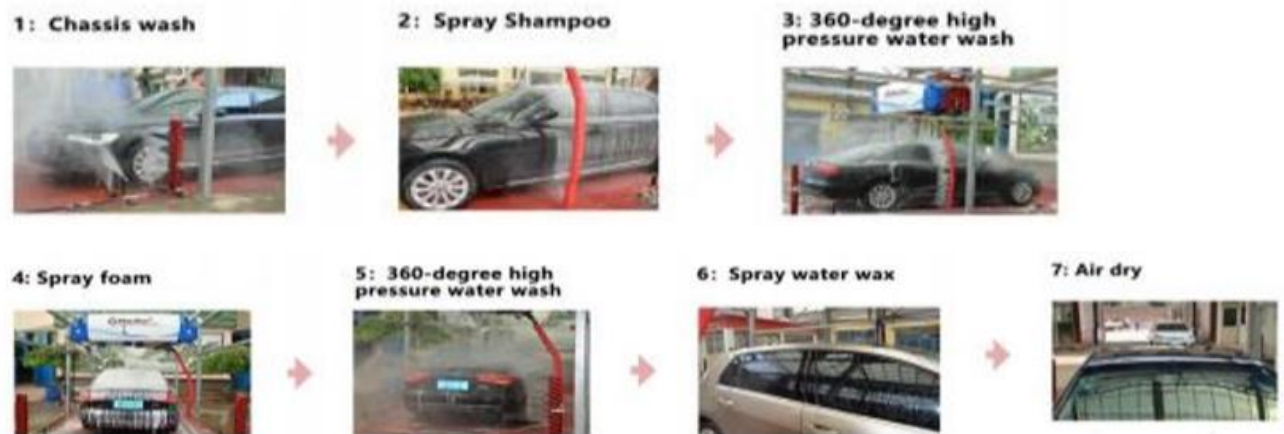 1: Chassis wash
2: Spray Shampoo
3: 360-degree high
pressure water wash
4: Spray foam
5: 360-degree high
pressure water wash
6: Spray water wax
7: Air dry